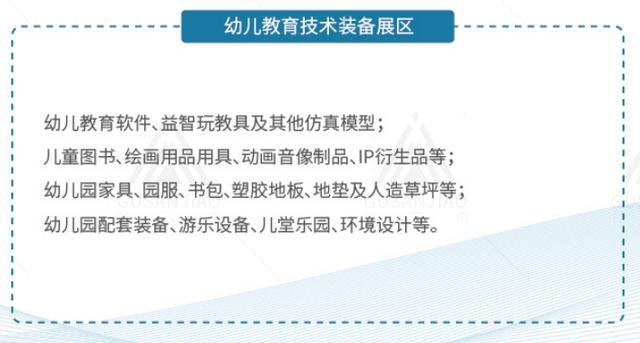 幼儿教育技术装备展区
幼儿教育软件、益智玩教具及其他仿真模型；
儿童图书、绘画用品用具、动画音像制品、IP衍生品等；
幼儿园家具、园服、书包、塑胶地板、地垫及人造草坪等；
幼儿园配套装备、游乐设备、儿堂乐园、环境设计等。
GUSANJIAO
GUSANJIAO